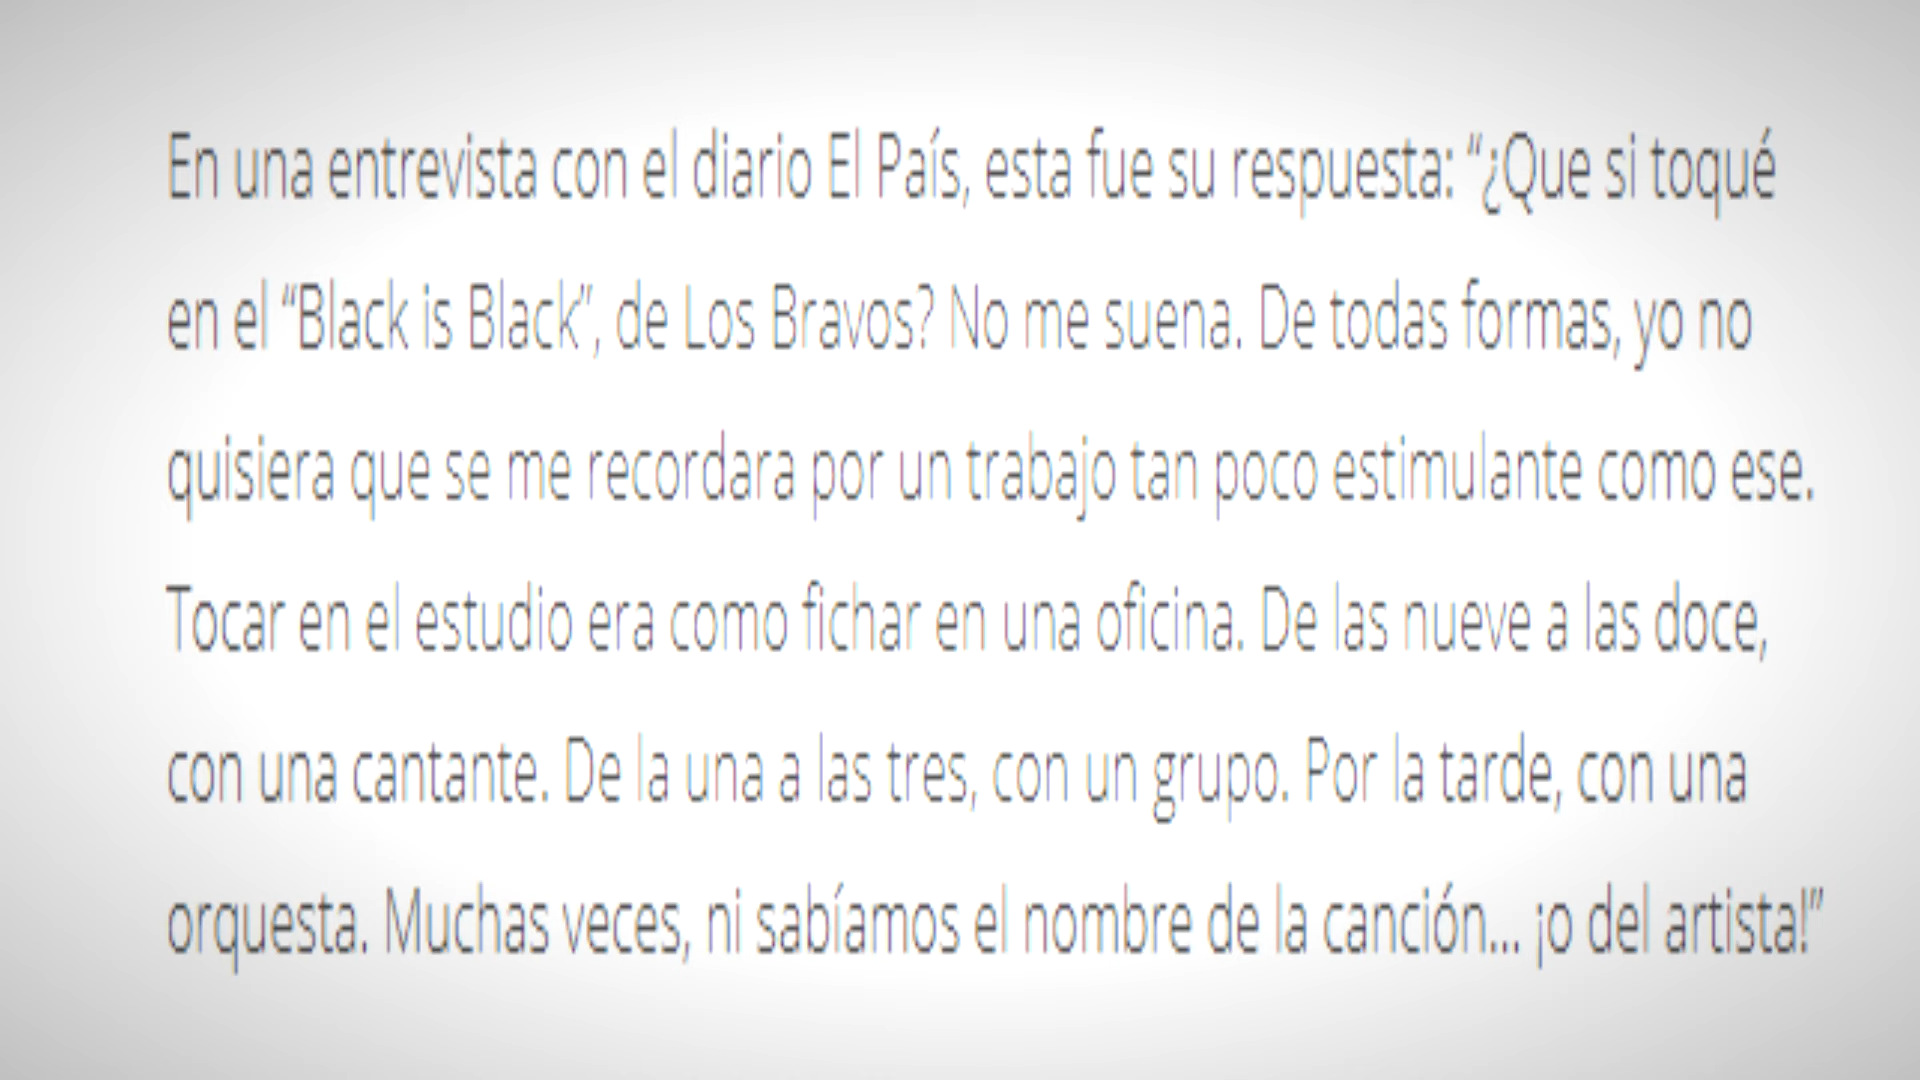 En una entrevista con el diario El País, esta fue su respuesta: “¿Que si toqué
en el “Black is Black”, de Los Bravos? No me suena. De todas formas, yo no
quisiera que se me recordara por un trabajo tan poco estimulante como ese.
Tocar en el estudio era como fichar en una oficina. De las nueve a las doce,
con una cantante. De la una a las tres, con un grupo. Por la tarde, con una
orquesta. Muchas veces, ni sabíamos el nombre de la canción... ¡o del artista!”